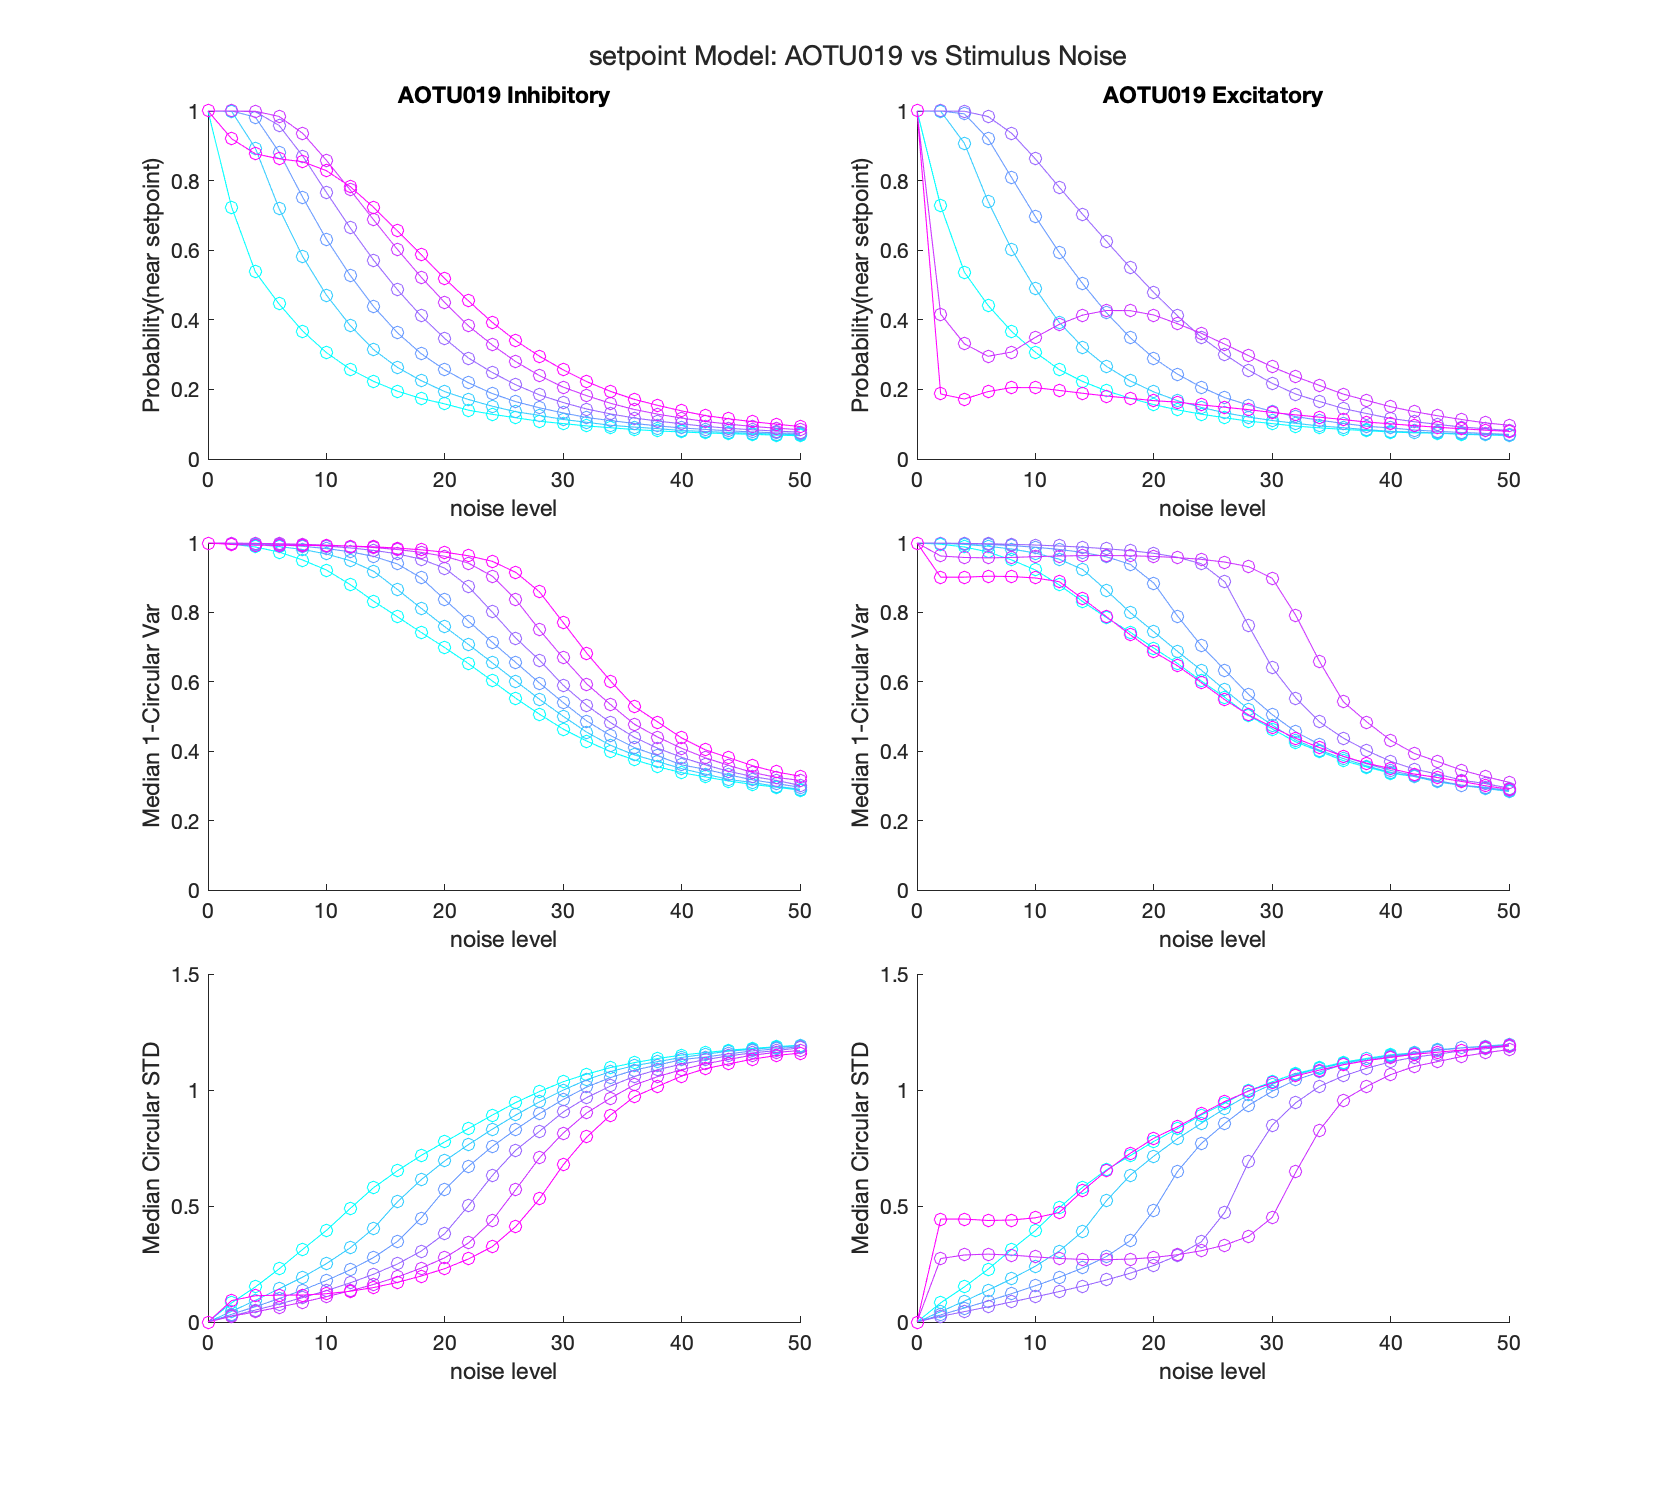 setpoint Model: AOTU019 vs Stimulus Noise
AOTU019 Inhibitory
Probability(near setpoint)
1
0.8
0.6
0.4
0.2
0
0 10 20 30 40 50
noise level
AOTU019 Excitatory
Probability(near setpoint)
1
0.8
0.6
0.4
0.2
0
0 10 20 30 40 50
noise level
Median 1-Circular Var
1
0.8
0.6
0.4
0.2
0
0 10 20 30 40 50
noise level
Median 1-Circular Var
1
0.8
0.6
0.4
0.2
0
0 10 20 30 40 50
noise level
Median Circular STD
1.5
1
0.5
0
0 10 20 30 40 50
noise level
Median Circular STD
1.5
1
0.5
0
0 10 20 30 40 50
noise level